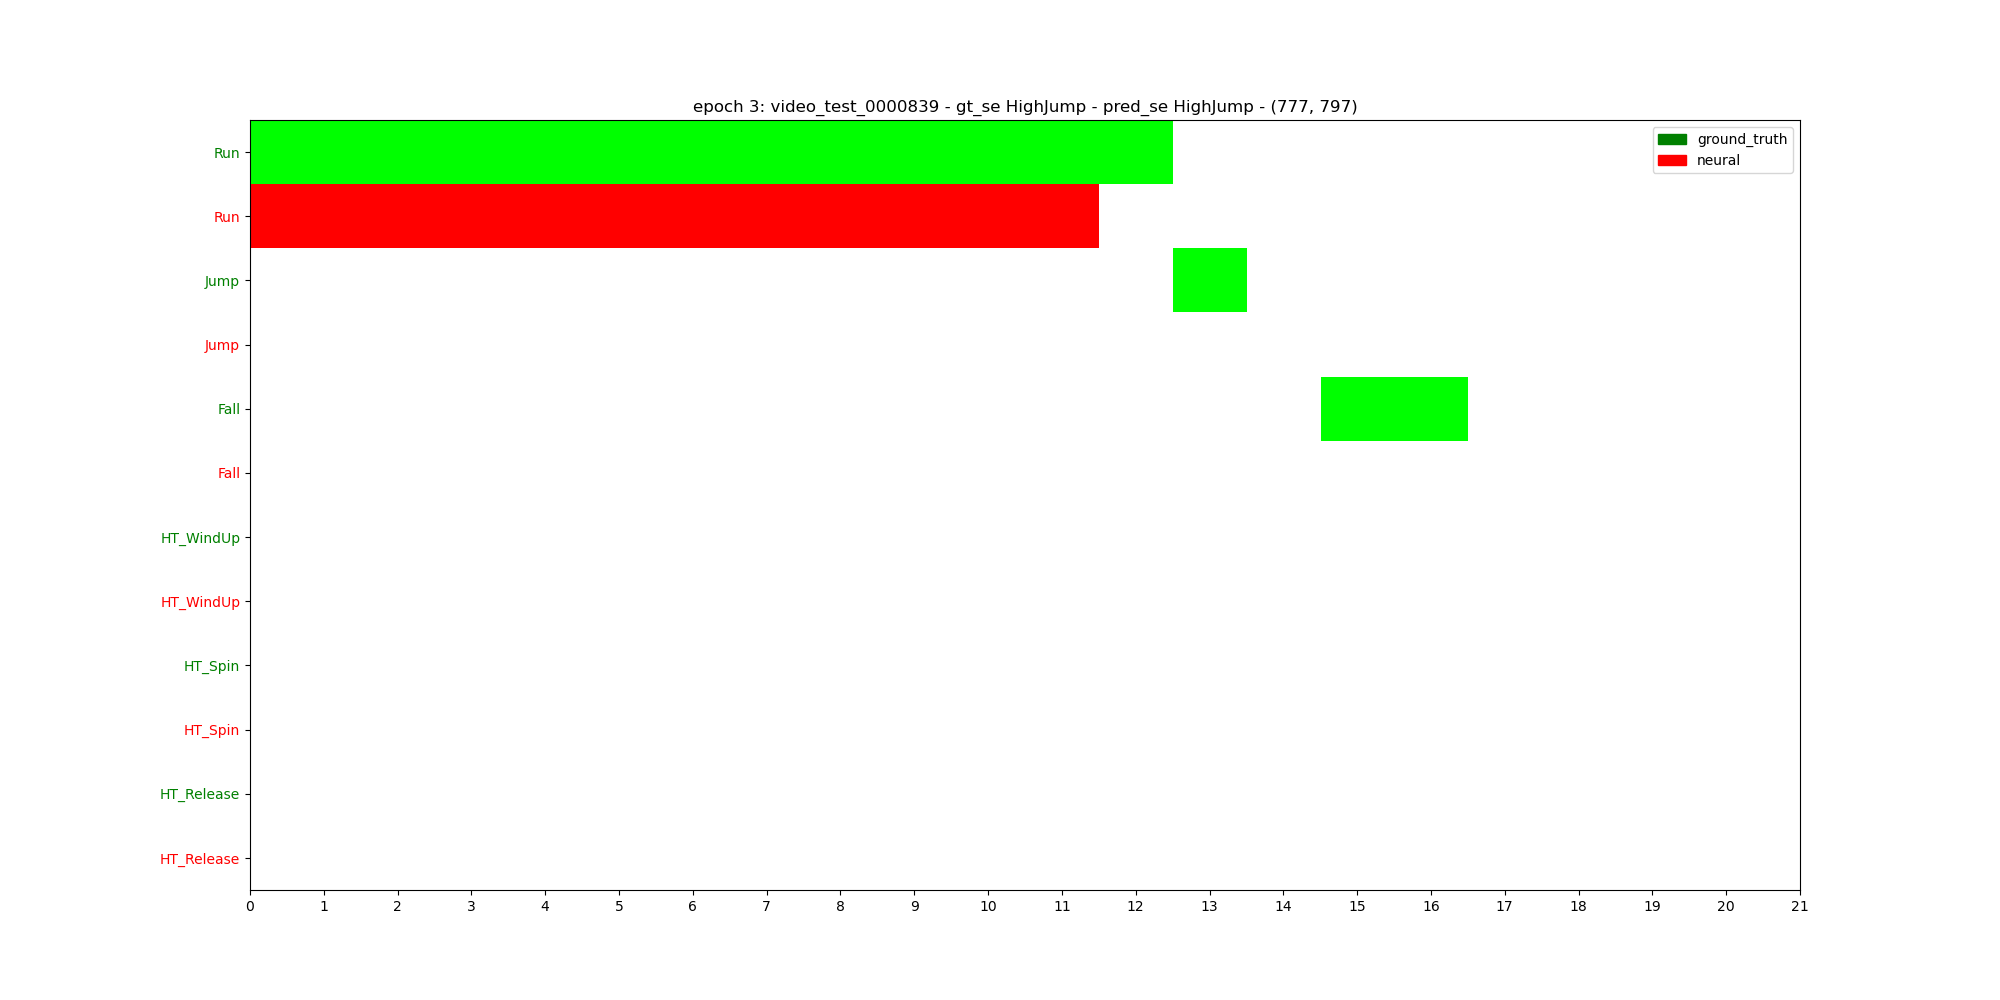 epoch 3: video_test_0000839 - gt_se HighJump - pred_se HighJump - (777, 797)
ground_truth
neural
Run
Run
Jump
Jump
Fall
Fall
HT_WindUp
HT_WindUp
HT_Spin
HT_Spin
HT_Release
HT_Release
0 1 2 3 4 5 6 7 8 9 10 11 12 13 14 15 16 17 18 19 20 21